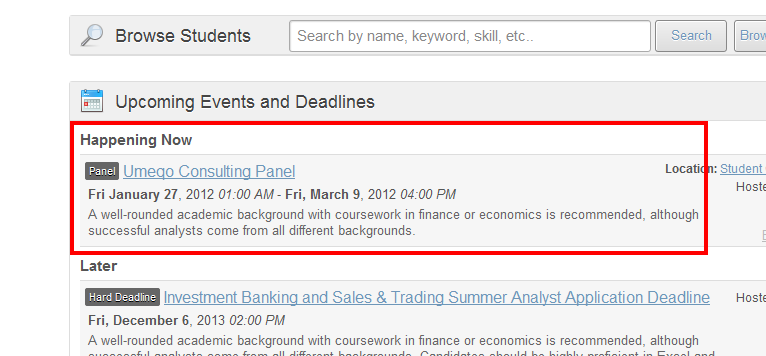 Browse Students
Search by name, keyword, skill, etc..
Search
Brow
Upcoming Events and Deadlines
Happening Now
Panel Umeqo Consulting Panel
Location: Student
Fri January 27, 2012 01:00 AM - Fri, March 9, 2012 04:00 PM
Hoste
A well-rounded academic background with coursework in finance or economics is recommended, although
successful analysts come from all different backgrounds.
Later
Hard Deadline Investment Banking and Sales & Trading Summer Analyst Application Deadline
Hoste
Fri, December 6, 2013 02:00 PM
A well-rounded academic background with coursework in finance or economics is recommended, although
successful analysts come from all different backgrounds. Candidates should be highly proficient in Excel and